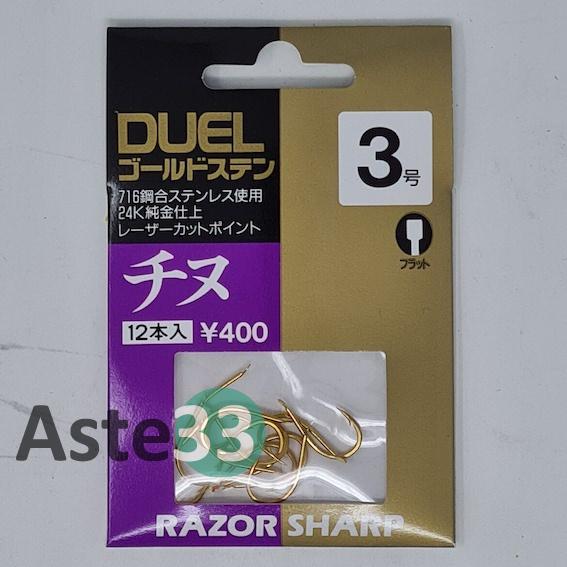 DUEL
ゴールドステン
716鋼合ステンレス使用
24K純金仕上
レーザーカットポイント
3号
フラット
チヌ
12本入 ¥400
Aste33
RAZOR SHARP